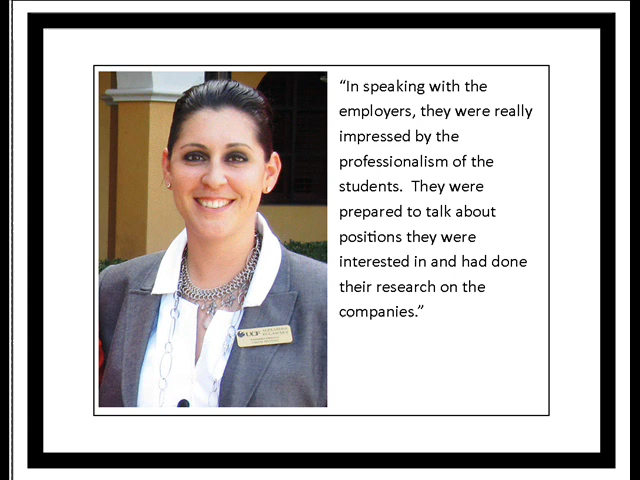 “In speaking with the
employers, they were really
impressed by the
professionalism of the
students.  They were
prepared to talk about
positions they were
interested in and had done
their research on the
companies.”
UCF